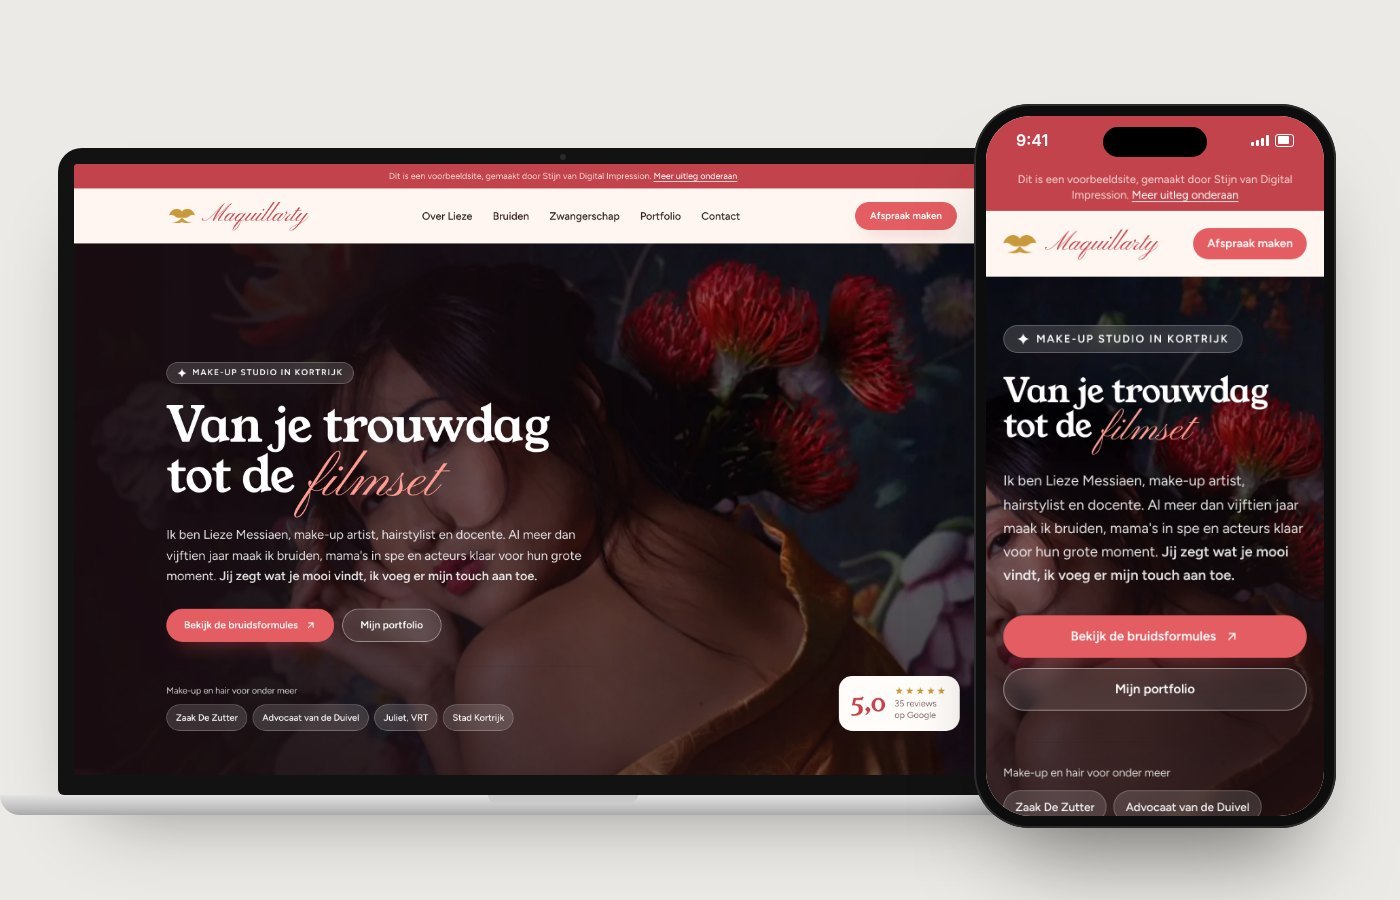 Dit is een voorbeeldsite, gemaakt door Stijn van Digital Impression. Meer uitleg onderaan
Maquillarty
Over Lieze
Bruiden
Zwangerschap
Portfolio
Contact
Afspraak maken
MAKE-UP STUDIO IN KORTRIJK
Van je trouwdag
tot de filmset
Ik ben Lieze Messiaen, make-up artist, hairstylist en docente. Al meer dan
vijftien jaar maak ik bruiden, mama's in spe en acteurs klaar voor hun grote
moment. Jij zegt wat je mooi vindt, ik voeg er mijn touch aan toe.
Bekijk de bruidsformules
Mijn portfolio
Make-up en hair voor onder meer
Zaak De Zutter
Advocaat van de Duivel
Juliet, VRT
Stad Kortrijk
5,0
35 reviews
op Google
9:41
Dit is een voorbeeldsite, gemaakt door Stijn van Digital
Impression. Meer uitleg onderaan
Maquillarty
Afspraak maken
MAKE-UP STUDIO IN KORTRIJK
Van je trouwdag
tot de filmset
Ik ben Lieze Messiaen, make-up artist,
hairstylist en docente. Al meer dan vijftien jaar
maak ik bruiden, mama's in spe en acteurs klaar
voor hun grote moment. Jij zegt wat je mooi
vindt, ik voeg er mijn touch aan toe.
Bekijk de bruidsformules
Mijn portfolio
Make-up en hair voor onder meer
Zaak De Zutter
Advocaat van de Duivel